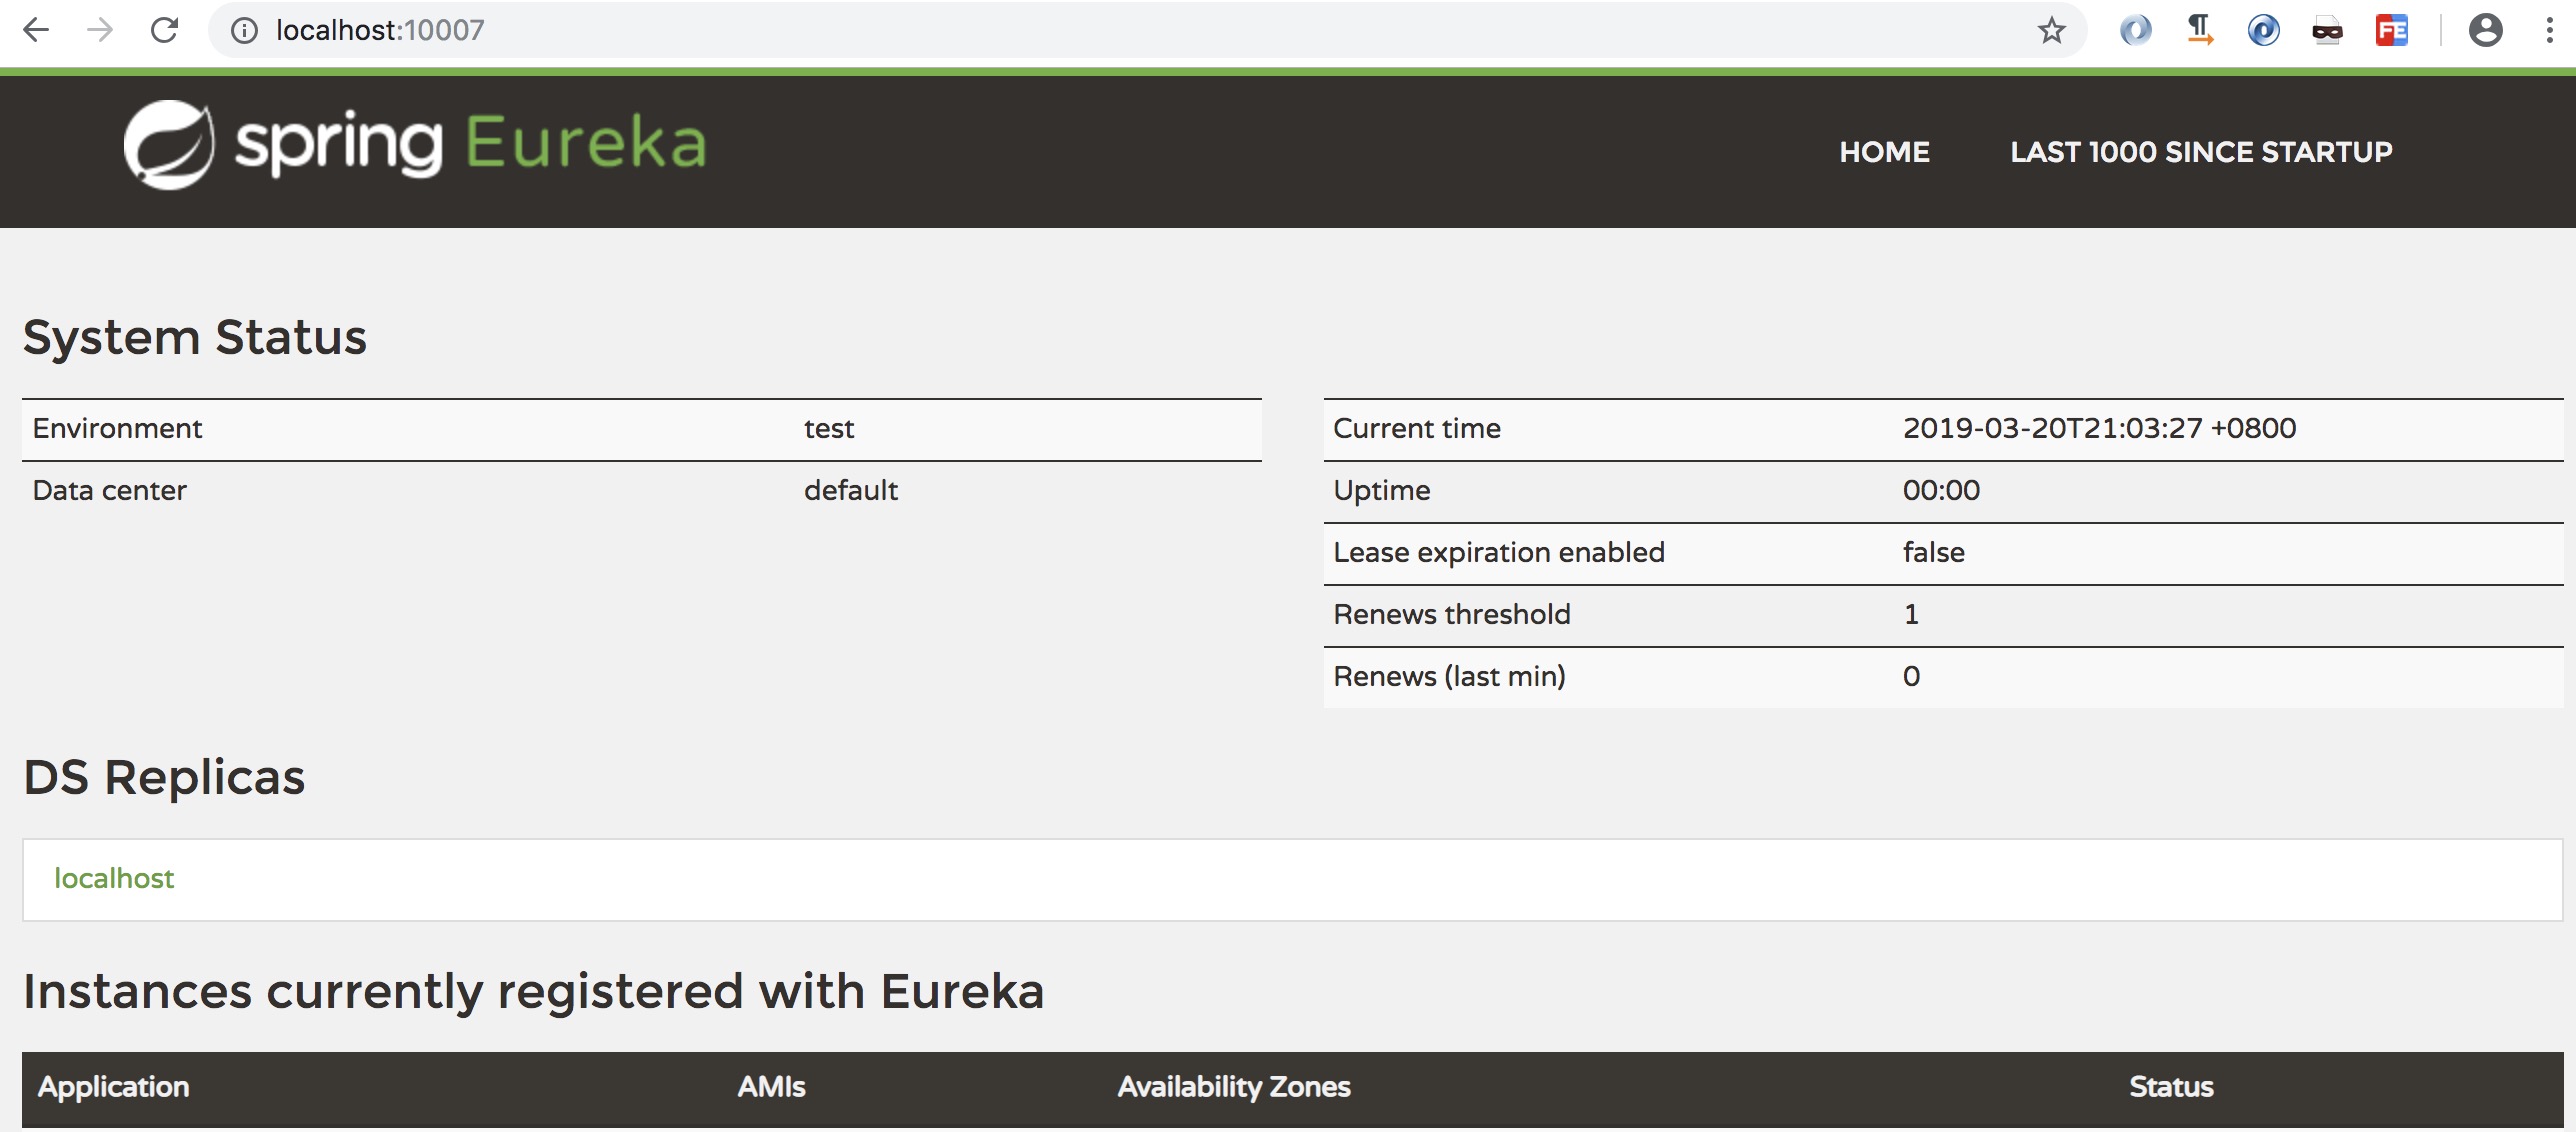 localhost:10007
FE
spring Eureka
HOME LAST 1000 SINCE STARTUP
System Status
Environment test
Data center default
Current time 2019-03-20T21:03:27 +0800
Uptime 00:00
Lease expiration enabled false
Renews threshold 1
Renews (last min) 0
DS Replicas
localhost
Instances currently registered with Eureka
Application AMIs Availability Zones Status